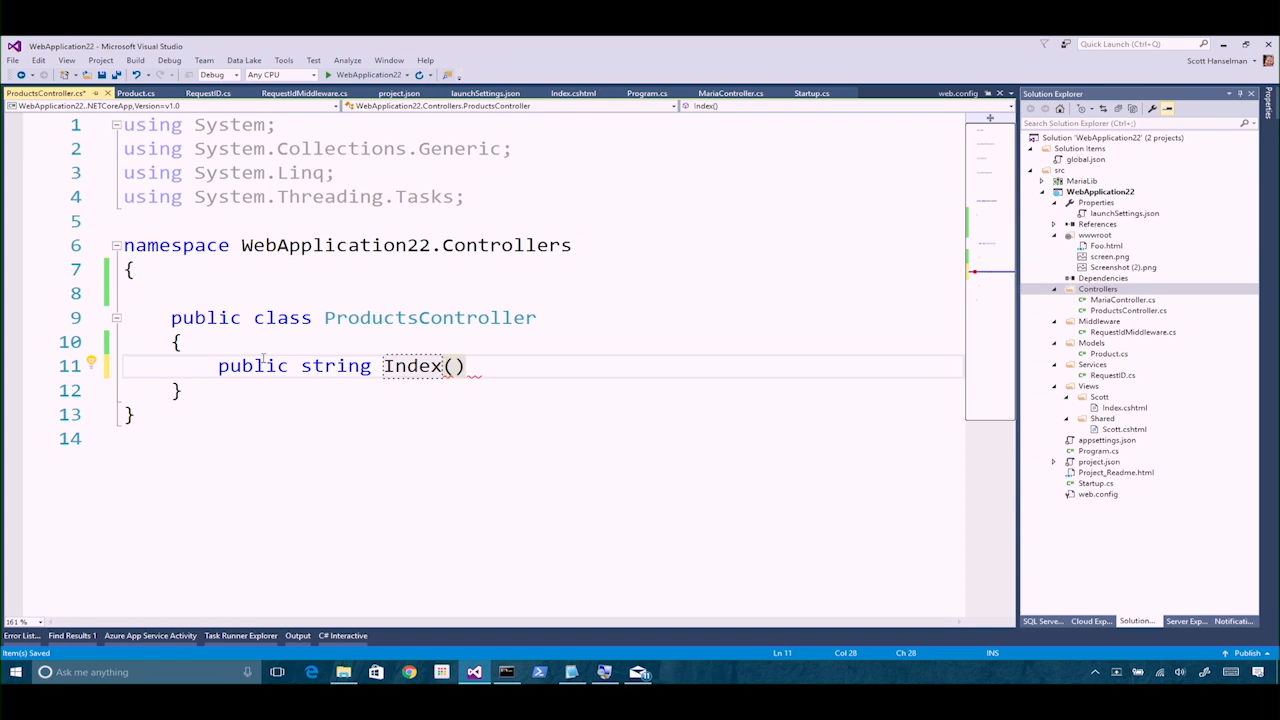 WebApplication22 - Microsoft Visual Studio
Quick Launch (Ctrl+Q)
File Edit View Project Build Debug Team Data Lake Tools Test Analyze Window Help
Scott Hanselman
Debug Any CPU WebApplication22
ProductsController.cs* Product.cs RequestID.cs RequestIdMiddleware.cs project.json launchSettings.json Index.cshtml Program.cs MariaController.cs Startup.cs web.config
WebApplication22..NETCoreApp,Version=v1.0 WebApplication22.Controllers.ProductsController Index()
1 using System;
2 using System.Collections.Generic;
3 using System.Linq;
4 using System.Threading.Tasks;
5
6 namespace WebApplication22.Controllers
7 {
8
9 public class ProductsController
10 {
11 public string Index()
12 }
13 }
14
161 %
Solution Explorer
Search Solution Explorer (Ctrl+;)
Solution 'WebApplication22' (2 projects)
Solution Items
global.json
src
MariaLib
WebApplication22
Properties
launchSettings.json
References
wwwroot
Foo.html
screen.png
Screenshot (2).png
Dependencies
Controllers
MariaController.cs
ProductsController.cs
Middleware
RequestIdMiddleware.cs
Models
Product.cs
Services
RequestID.cs
Views
Scott
Index.cshtml
Shared
Scott.cshtml
appsettings.json
Program.cs
project.json
Project_Readme.html
Startup.cs
web.config
Properties
SQL Serve... Cloud Exp... Solution... Server Exp... Notificati...
Error List... Find Results 1 Azure App Service Activity Task Runner Explorer Output C# Interactive
Item(s) Saved Ln 11 Col 28 Ch 28 INS Publish
Ask me anything